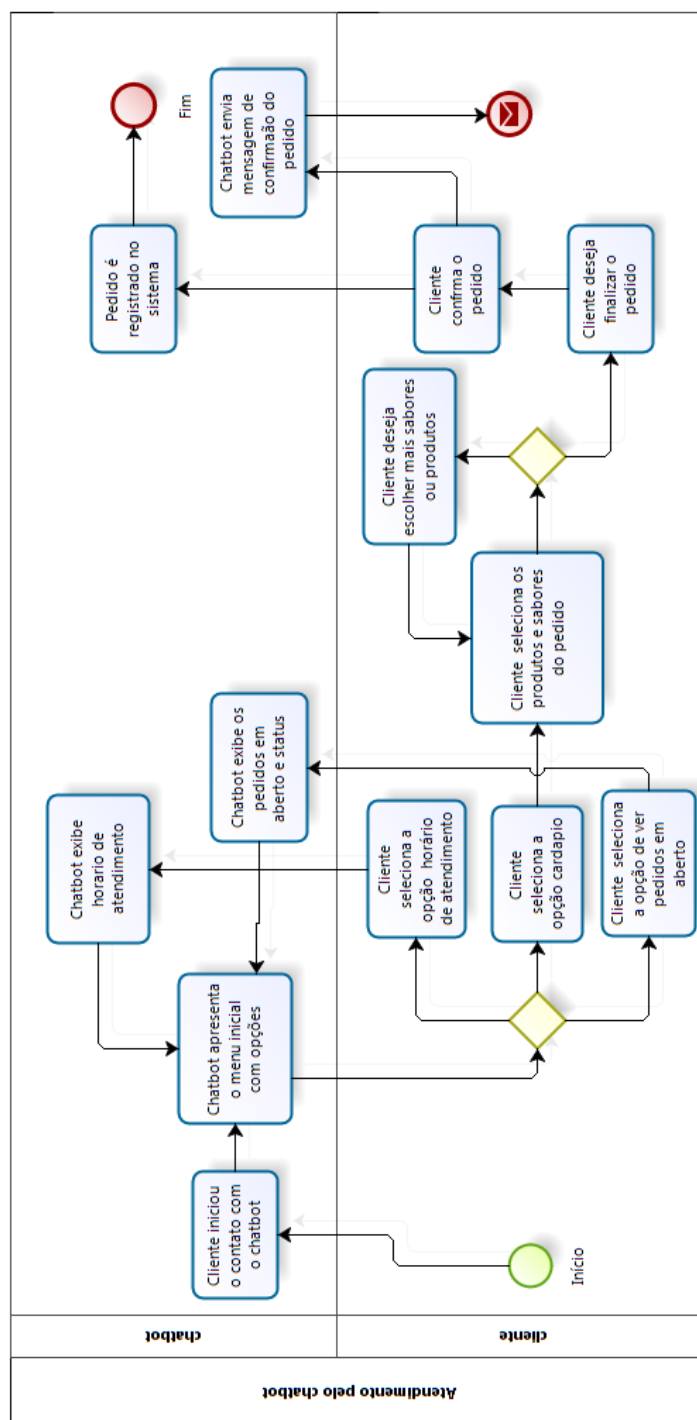 Atendimento pelo chatbot
chatbot
cliente
Início
Cliente iniciou
o contato com
o chatbot
Chatbot apresenta
o menu inicial
com opções
Chatbot exibe
horario de
atendimento
Chatbot exibe os
pedidos em
aberto e status
Cliente
seleciona a
opção horário
de atendimento
Cliente
seleciona a
opção cardapio
Cliente seleciona
a opção de ver
pedidos em
aberto
Cliente seleciona os
produtos e sabores
do pedido
Cliente deseja
escolher mais sabores
ou produtos
Cliente deseja
finalizar o
pedido
Cliente
confirma o
pedido
Pedido é
registrado no
sistema
Chatbot envia
mensagem de
confirmaão do
pedido
Fim